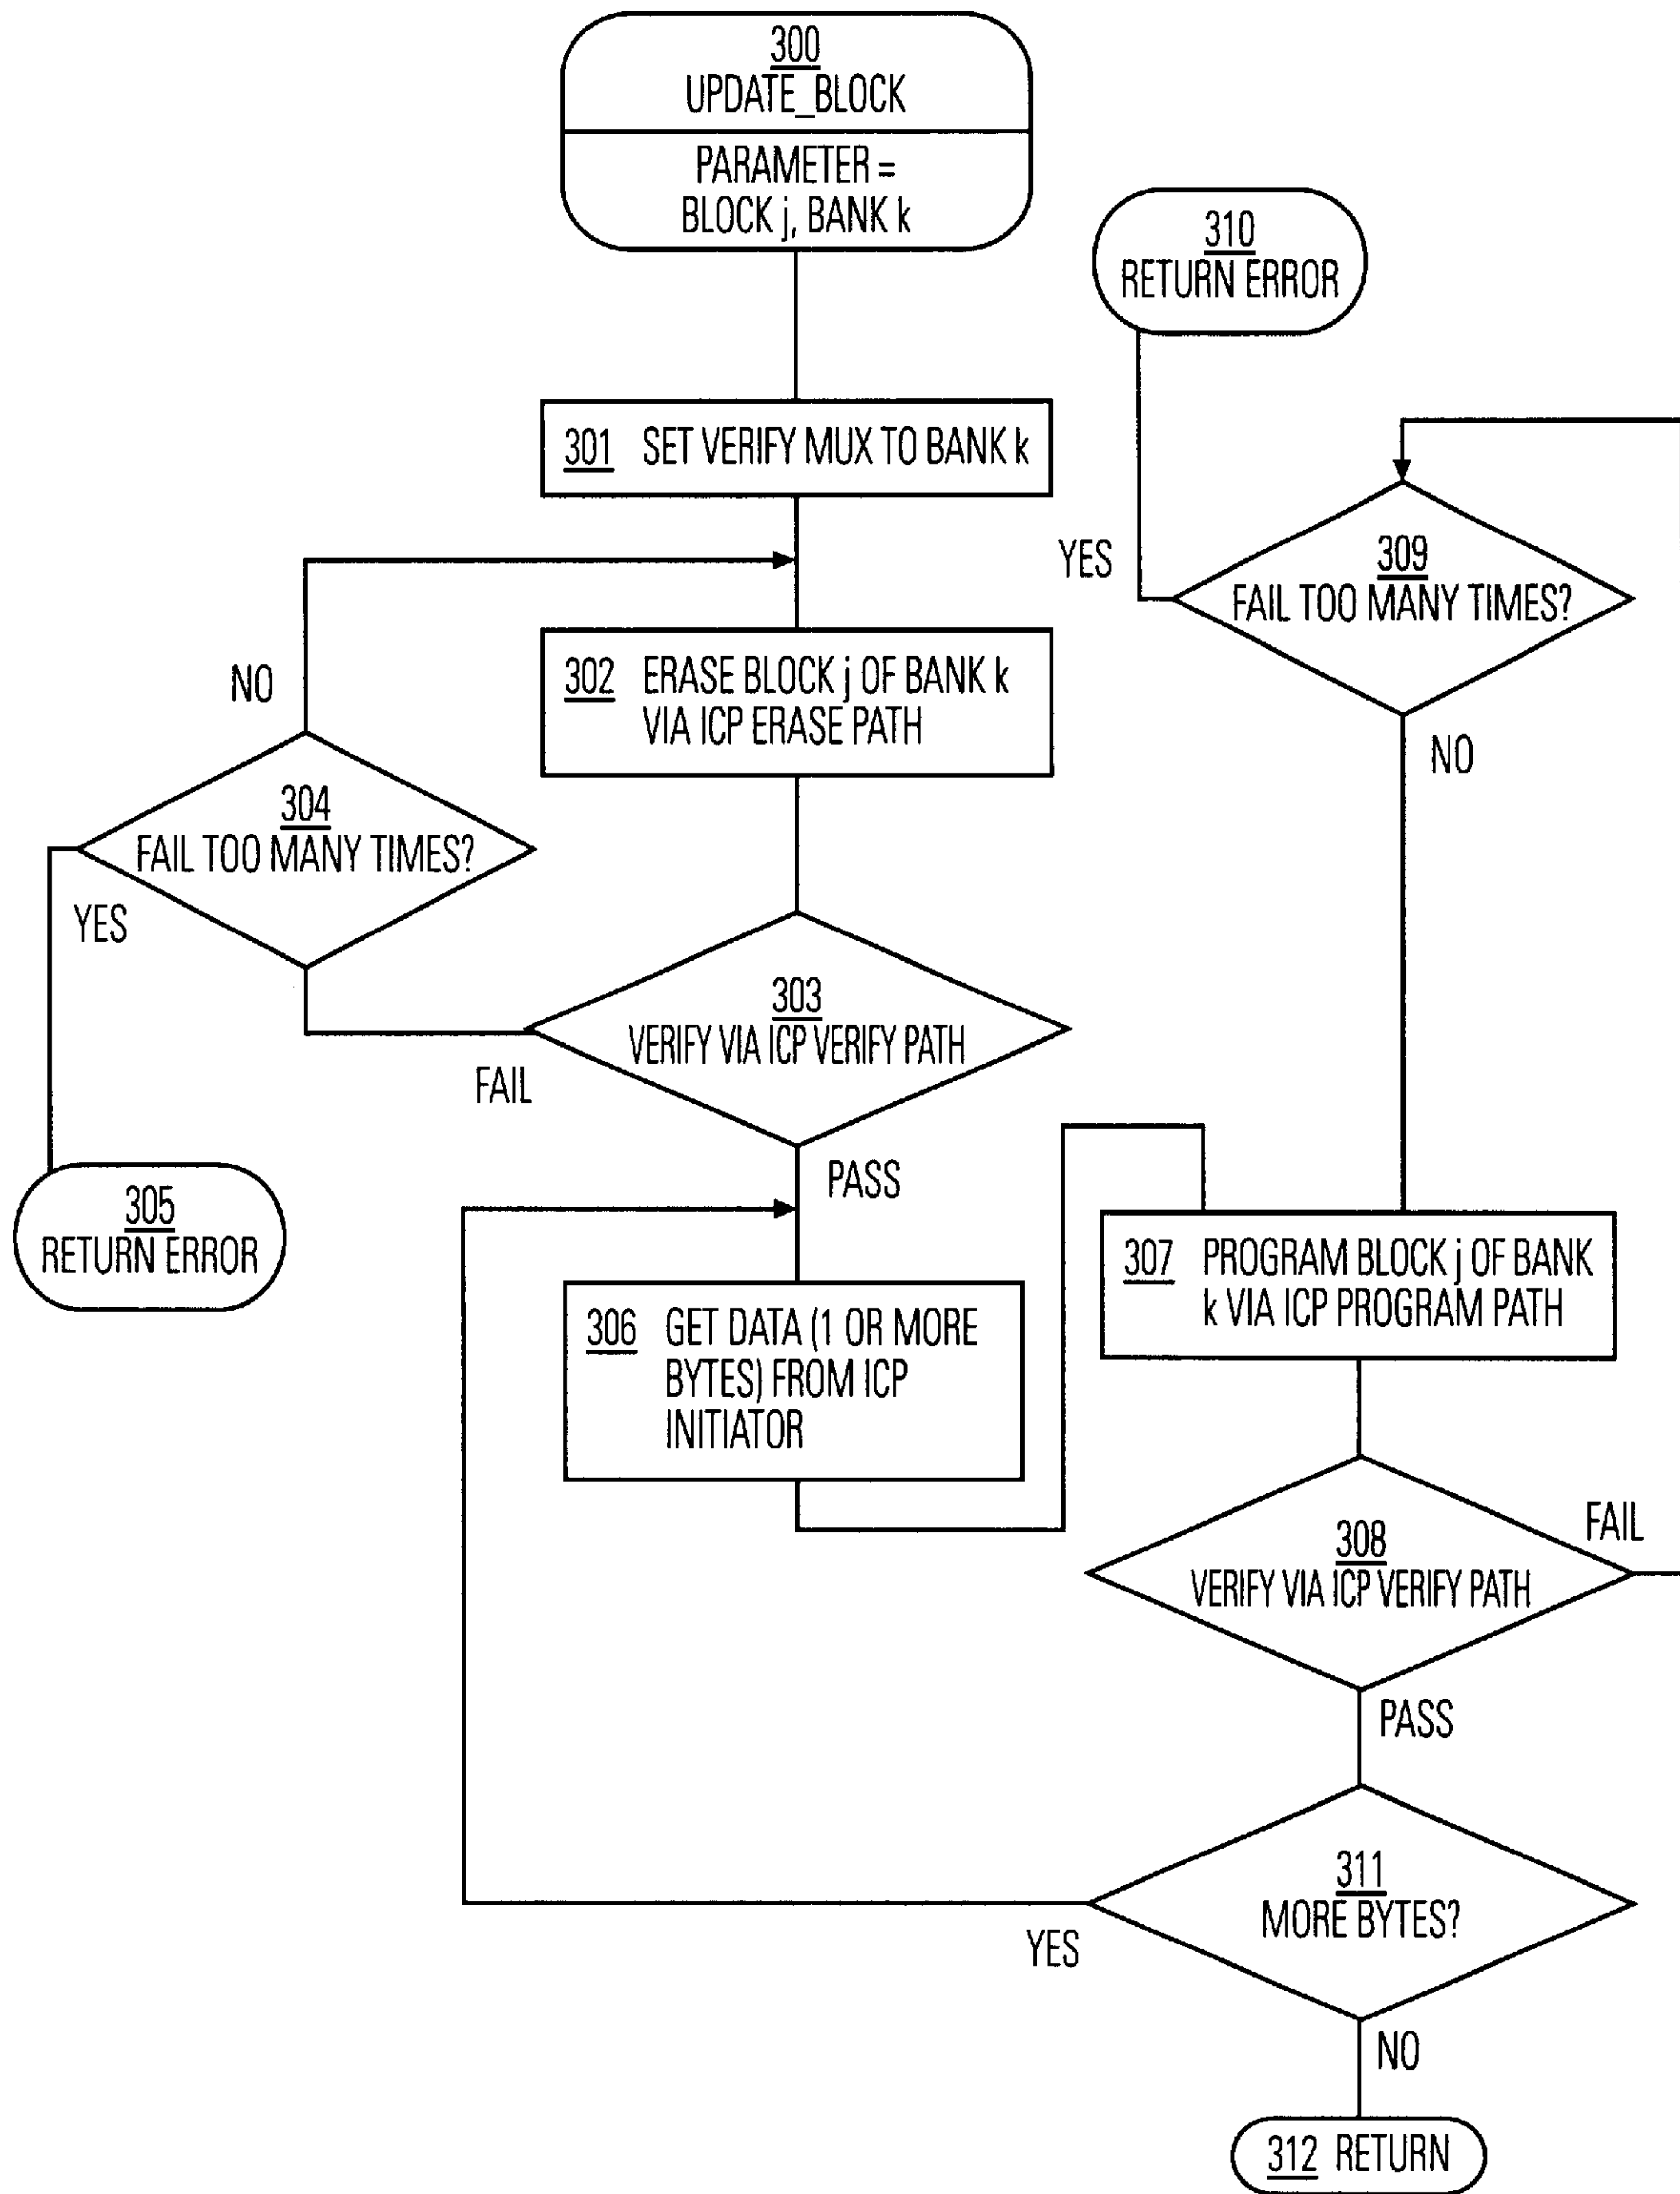 300
UPDATE_BLOCK
PARAMETER =
BLOCK j, BANK k
310
RETURN ERROR
301 SET VERIFY MUX TO BANK k
309
FAIL TOO MANY TIMES?
YES
NO
302 ERASE BLOCK j OF BANK k
VIA ICP ERASE PATH
NO
304
FAIL TOO MANY TIMES?
YES
303
VERIFY VIA ICP VERIFY PATH
FAIL
PASS
305
RETURN ERROR
306 GET DATA (1 OR MORE
BYTES) FROM ICP
INITIATOR
307 PROGRAM BLOCK j OF BANK
k VIA ICP PROGRAM PATH
308
VERIFY VIA ICP VERIFY PATH
FAIL
PASS
311
MORE BYTES?
YES
NO
312 RETURN